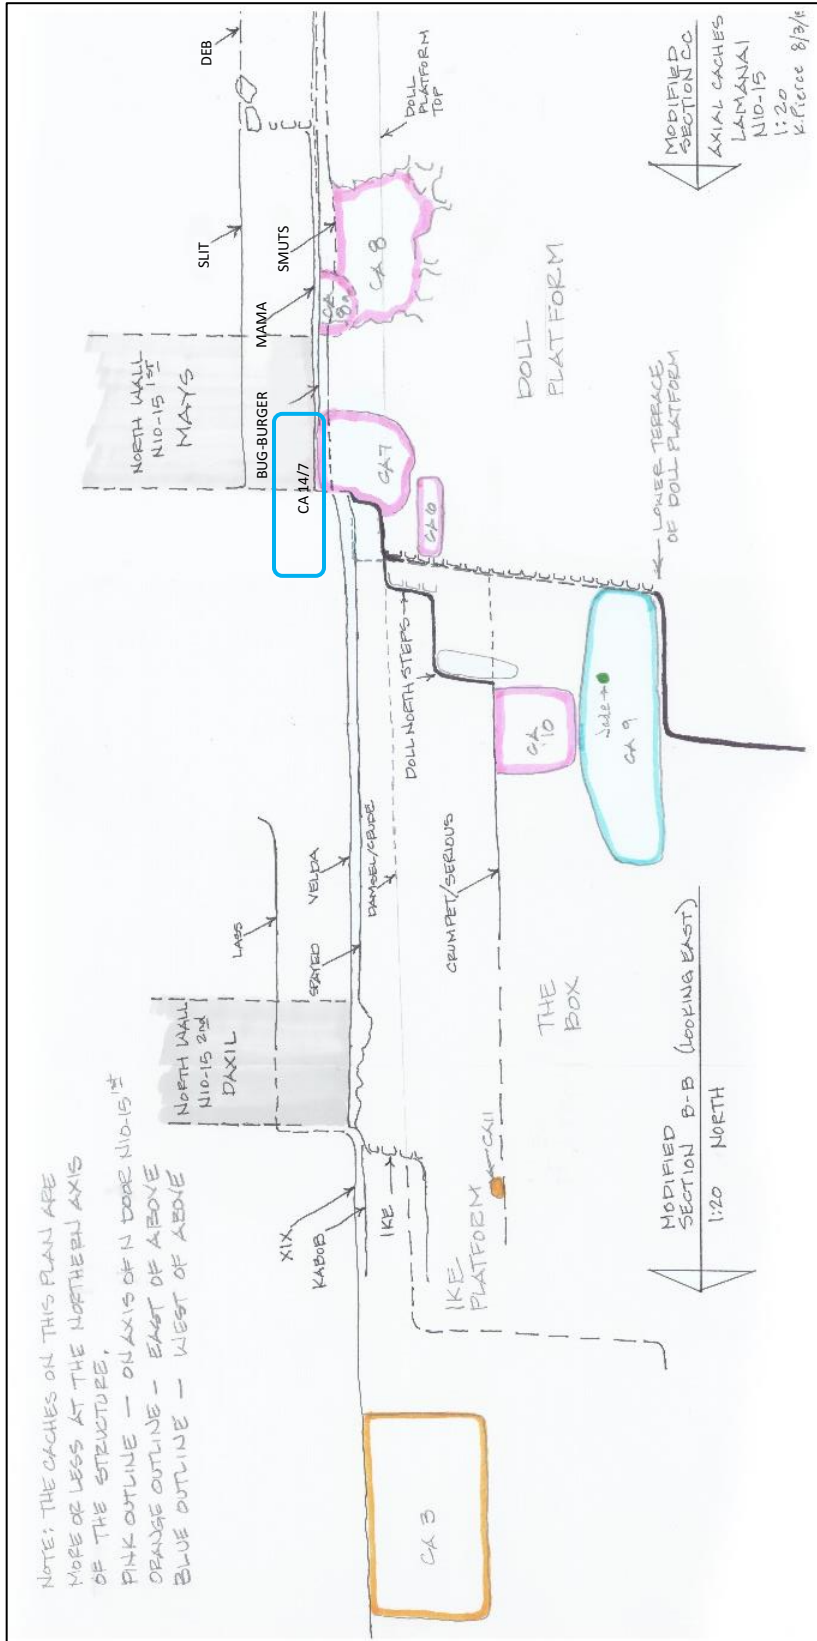 NOTE: THE CACHES ON THIS PLAN ARE
MORE OR LESS AT THE NORTHERN AXIS
OF THE STRUCTURE.
PINK OUTLINE — ON AXIS OF N DOOR N10-15 1st
ORANGE OUTLINE — EAST OF ABOVE
BLUE OUTLINE — WEST OF ABOVE
NORTH WALL
N10-15 2nd
DAXIL
LASS
NORTH WALL
N10-15 1st
MAYS
SLIT
DEB
XIX
KABOB
IKE
SPAYED
VELDA
BUG-BURGER
MAMA
SMUTS
CA 14/7
DAMSEL/CRUDE
DOLL NORTH STEPS
CRUMPET/SERIOUS
CA 3
IKE
PLATFORM
CA 11
THE
BOX
CA
10
Jade
CA 9
CA 7
CA 6
CA
8a
CA 8
DOLL
PLATFORM
TOP
DOLL
PLATFORM
LOWER TERRACE
OF DOLL PLATFORM
MODIFIED
SECTION B-B (LOOKING EAST)
1:20 NORTH
MODIFIED
SECTION CC
AXIAL CACHES
LAMANAI
N10-15
1:20
K. Pierce